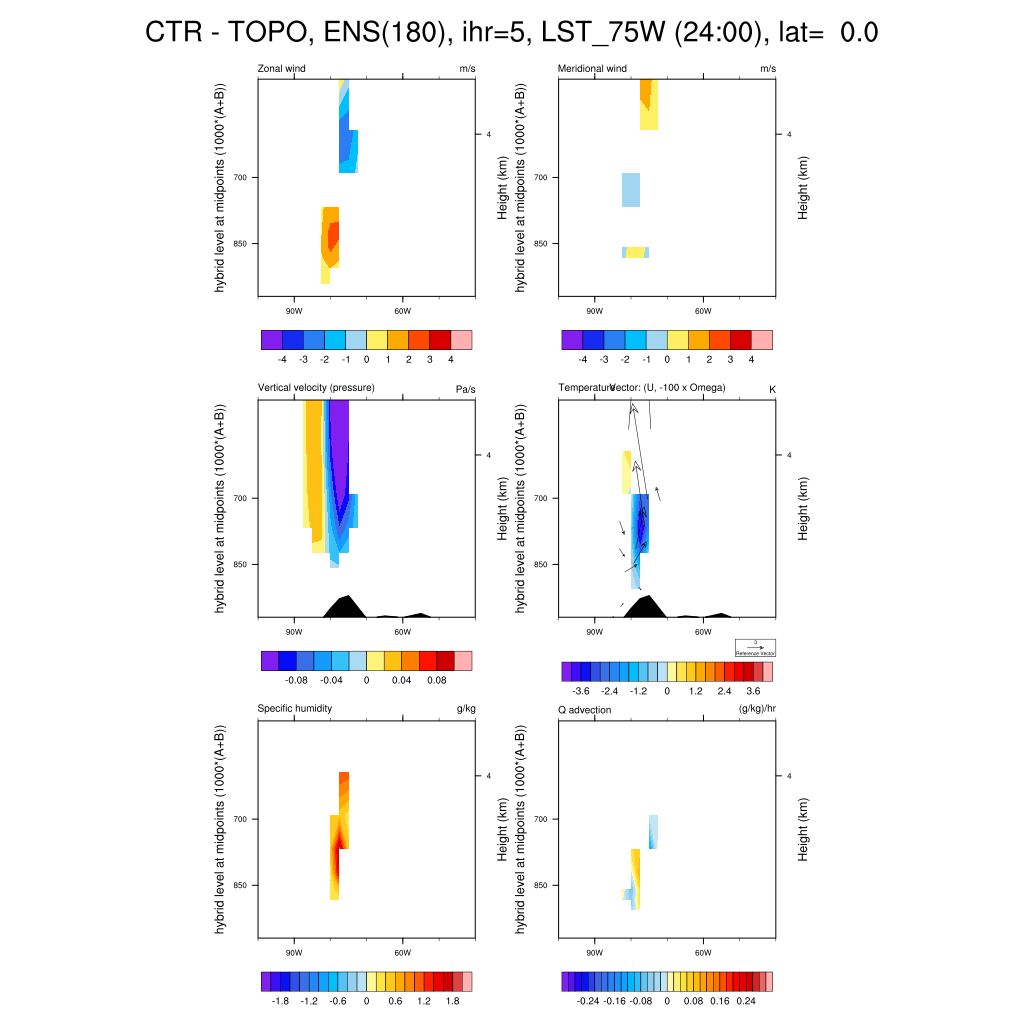 CTR - TOPO, ENS(180), ihr=5, LST_75W (24:00), lat=  0.0
Zonal wind m/s
hybrid level at midpoints (1000*(A+B))
700
850
4
Height (km)
90W 60W
-4 -3 -2 -1 0 1 2 3 4
Meridional wind m/s
hybrid level at midpoints (1000*(A+B))
700
850
4
Height (km)
90W 60W
-4 -3 -2 -1 0 1 2 3 4
Vertical velocity (pressure) Pa/s
hybrid level at midpoints (1000*(A+B))
700
850
4
Height (km)
90W 60W
-0.08 -0.04 0 0.04 0.08
Temperature Vector: (U, -100 x Omega) K
hybrid level at midpoints (1000*(A+B))
700
850
4
Height (km)
90W 60W
3
Reference Vector
-3.6 -2.4 -1.2 0 1.2 2.4 3.6
Specific humidity g/kg
hybrid level at midpoints (1000*(A+B))
700
850
4
Height (km)
90W 60W
-1.8 -1.2 -0.6 0 0.6 1.2 1.8
Q advection (g/kg)/hr
hybrid level at midpoints (1000*(A+B))
700
850
4
Height (km)
90W 60W
-0.24 -0.16 -0.08 0 0.08 0.16 0.24